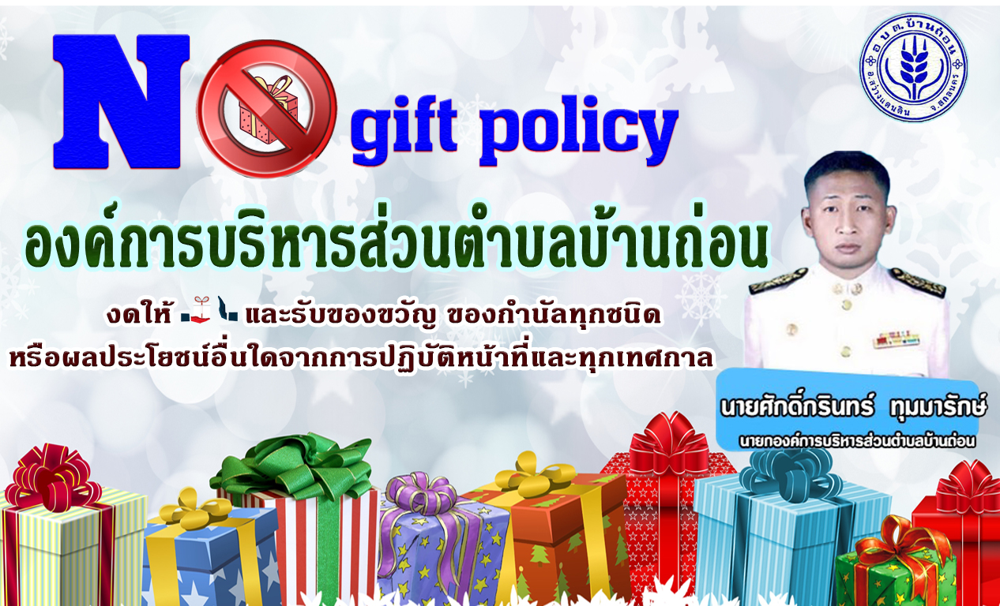 NO gift policy
อบต.บ้านถ่อน
อ.สว่างแดนดิน จ.สกลนคร
องค์การบริหารส่วนตำบลบ้านถ่อน
งดให้ และรับของขวัญ ของกำนัลทุกชนิด
หรือผลประโยชน์อื่นใดจากการปฏิบัติหน้าที่และทุกเทศกาล
นายศักดิ์กรินทร์ ทุมมารักษ์
นายกองค์การบริหารส่วนตำบลบ้านถ่อน